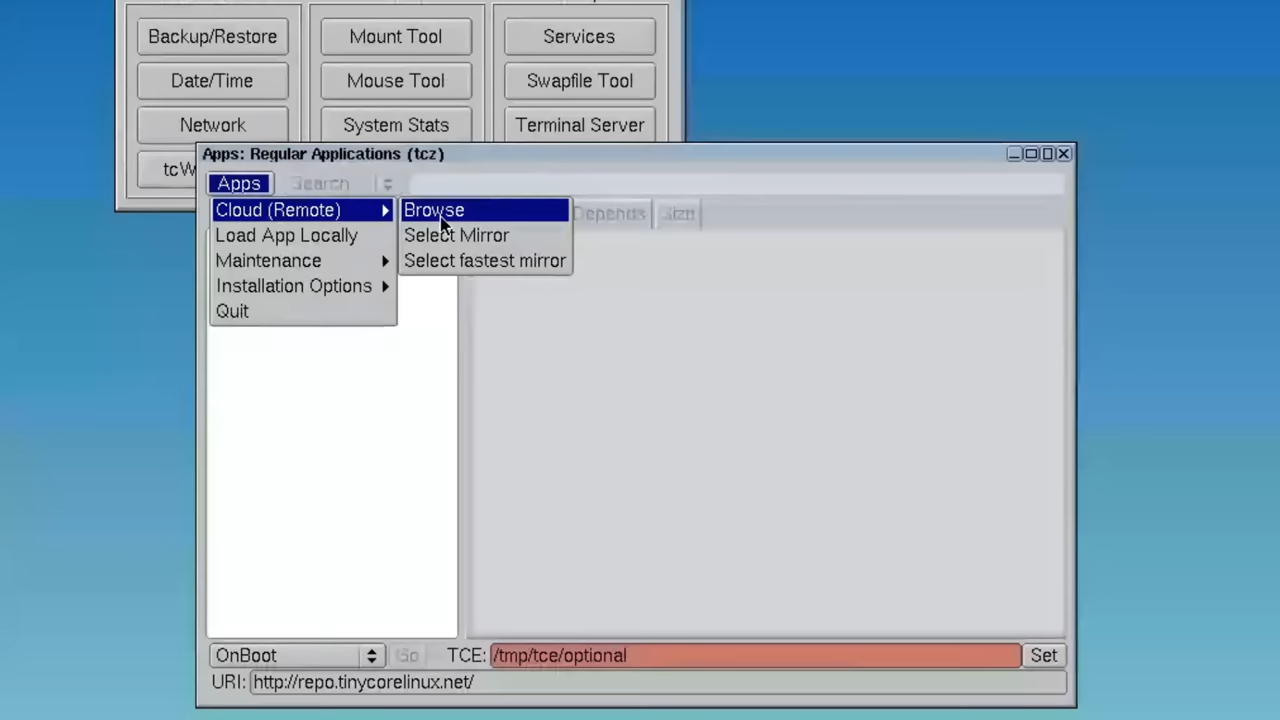 Backup/Restore Mount Tool Services
Date/Time Mouse Tool Swapfile Tool
Network System Stats Terminal Server
Apps: Regular Applications (tcz)
Apps Search
Cloud (Remote) Browse Depends Size
Load App Locally Select Mirror
Maintenance Select fastest mirror
Installation Options
Quit
OnBoot Go TCE: /tmp/tce/optional Set
URI: http://repo.tinycorelinux.net/